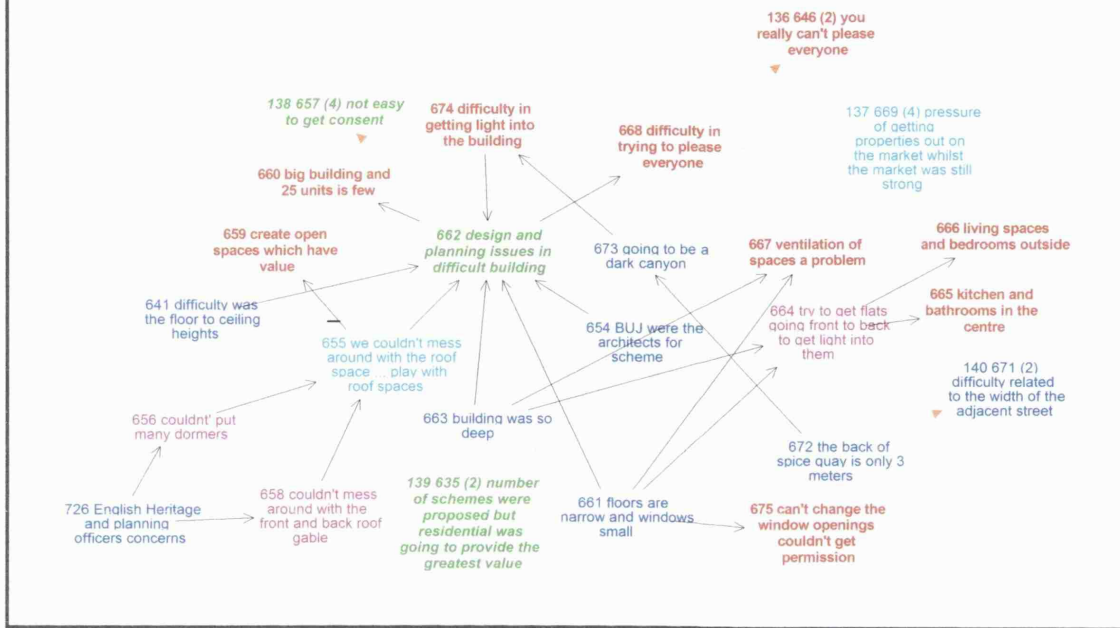 136 646 (2) you
really can't please
everyone
138 657 (4) not easy
to get consent
674 difficulty in
getting light into
the building
668 difficulty in
trying to please
everyone
137 669 (4) pressure
of getting
properties out on
the market whilst
the market was still
strong
660 big building and
25 units is few
659 create open
spaces which have
value
662 design and
planning issues in
difficult building
673 going to be a
dark canyon
667 ventilation of
spaces a problem
666 living spaces
and bedrooms outside
641 difficulty was
the floor to ceiling
heights
655 we couldn't mess
around with the roof
space ... play with
roof spaces
654 BUJ were the
architects for
scheme
664 try to get flats
going front to back
to get light into
them
665 kitchen and
bathrooms in the
centre
140 671 (2)
difficulty related
to the width of the
adjacent street
656 couldnt' put
many dormers
663 building was so
deep
672 the back of
spice quay is only 3
meters
726 English Heritage
and planning
officers concerns
658 couldn't mess
around with the
front and back roof
gable
139 635 (2) number
of schemes were
proposed but
residential was
going to provide the
greatest value
661 floors are
narrow and windows
small
675 can't change the
window openings
couldn't get
permission